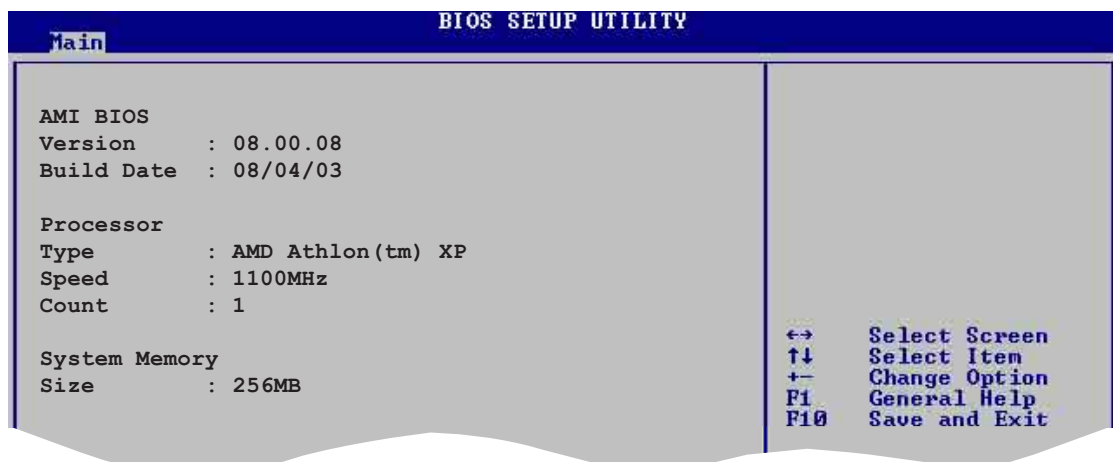 BIOS SETUP UTILITY
Main
AMI BIOS
Version : 08.00.08
Build Date : 08/04/03
Processor
Type : AMD Athlon(tm) XP
Speed : 1100MHz
Count : 1
System Memory
Size : 256MB
↔ Select Screen
↑↓ Select Item
+- Change Option
F1 General Help
F10 Save and Exit